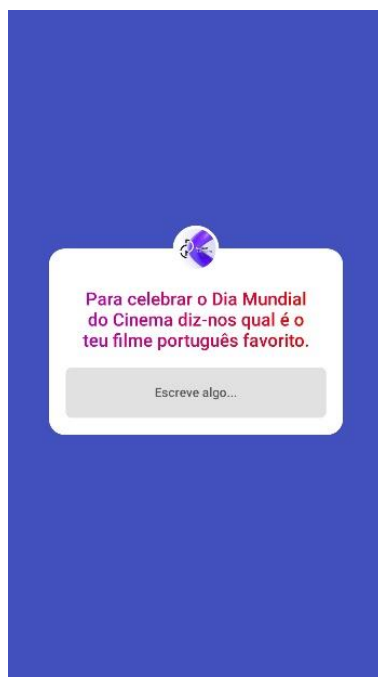 Para celebrar o Dia Mundial
do Cinema diz-nos qual é o
teu filme português favorito.
Escreve algo...